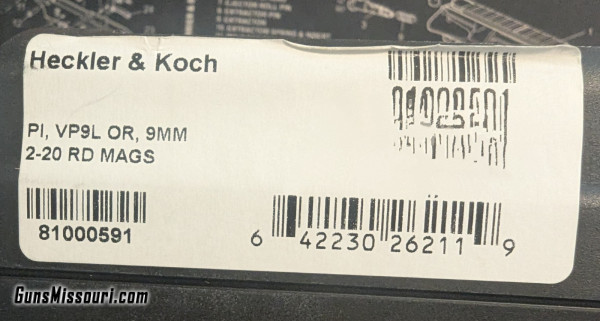 Heckler & Koch
PI, VP9L OR, 9MM
2-20 RD MAGS
81000591
6 42230 26211 9
GunsMissouri.com